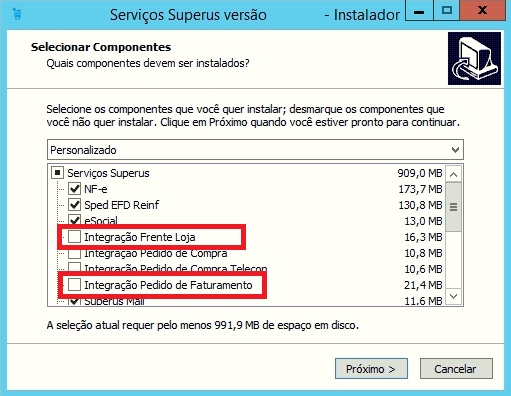 Serviços Superus versão - Instalador
Selecionar Componentes
Quais componentes devem ser instalados?
Selecione os componentes que você quer instalar; desmarque os componentes que
você não quer instalar. Clique em Próximo quando você estiver pronto para continuar.
Personalizado
Serviços Superus 909,0 MB
NF-e 173,7 MB
Sped EFD Reinf 130,8 MB
eSocial 13,0 MB
Integração Frente Loja 16,3 MB
Integração Pedido de Compra 10,8 MB
Integração Pedido de Compra Telecon 10,6 MB
Integração Pedido de Faturamento 21,4 MB
Superus Mail 11,6 MB
A seleção atual requer pelo menos 991,9 MB de espaço em disco.
Próximo > Cancelar